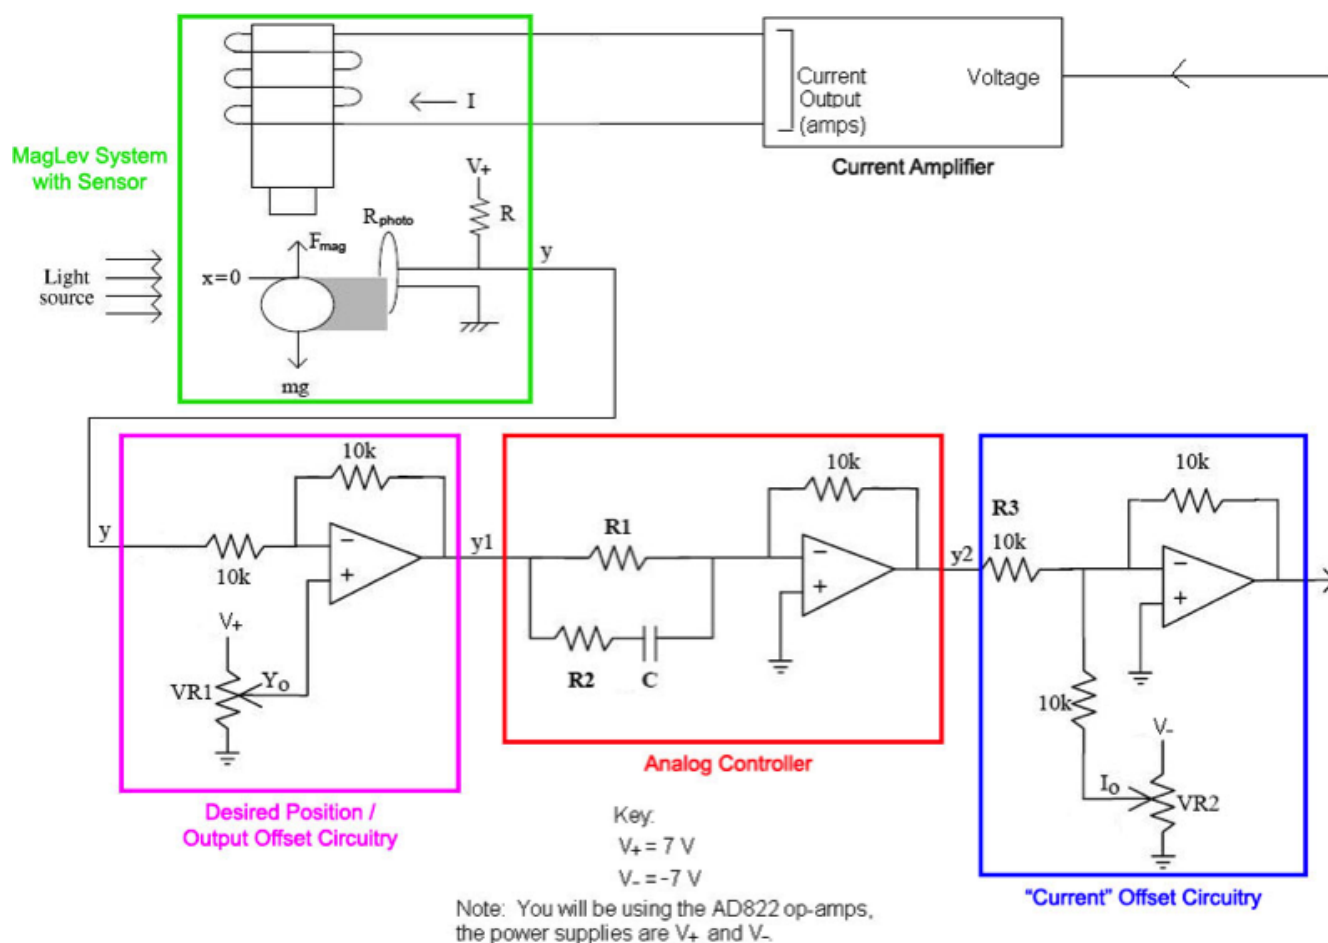 Current
Output
(amps)
Voltage
Current Amplifier
I
MagLev System
with Sensor
V+
R
Rphoto
Fmag
y
x=0
Light
source
mg
10k
y
10k
y1
V+
VR1
Yo
Desired Position /
Output Offset Circuitry
10k
R1
R2
C
y2
Analog Controller
R3
10k
10k
10k
V-
Io
VR2
"Current" Offset Circuitry
Key:
V+ = 7 V
V- = -7 V
Note: You will be using the AD822 op-amps,
the power supplies are V+ and V-.